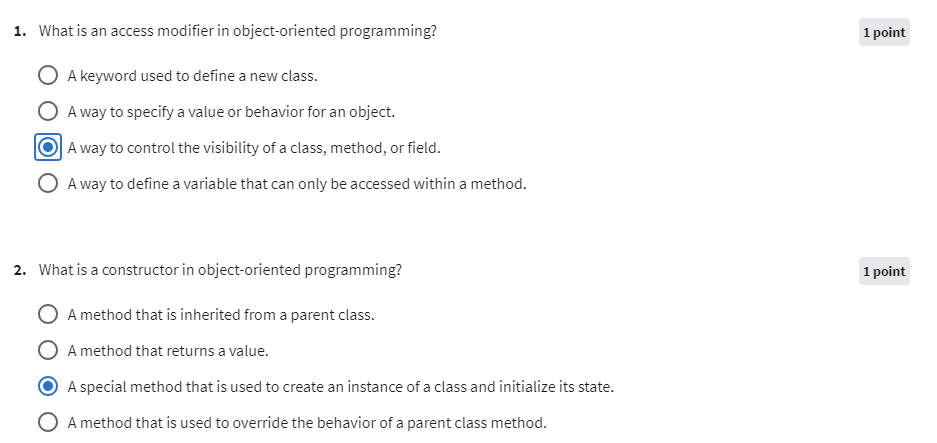 1. What is an access modifier in object-oriented programming? 1 point
A keyword used to define a new class.
A way to specify a value or behavior for an object.
A way to control the visibility of a class, method, or field.
A way to define a variable that can only be accessed within a method.
2. What is a constructor in object-oriented programming? 1 point
A method that is inherited from a parent class.
A method that returns a value.
A special method that is used to create an instance of a class and initialize its state.
A method that is used to override the behavior of a parent class method.